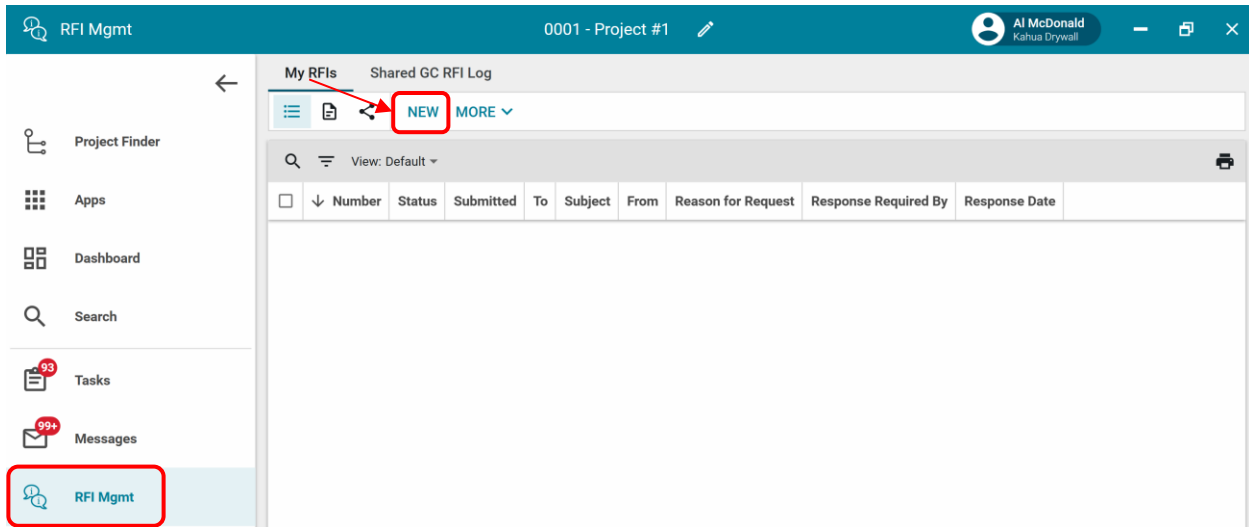 RFI Mgmt 0001 - Project #1 Al McDonald
Kahua Drywall
My RFIs Shared GC RFI Log
NEW MORE
Project Finder
View: Default
Apps
Number Status Submitted To Subject From Reason for Request Response Required By Response Date
Dashboard
Search
93
Tasks
99+
Messages
RFI Mgmt